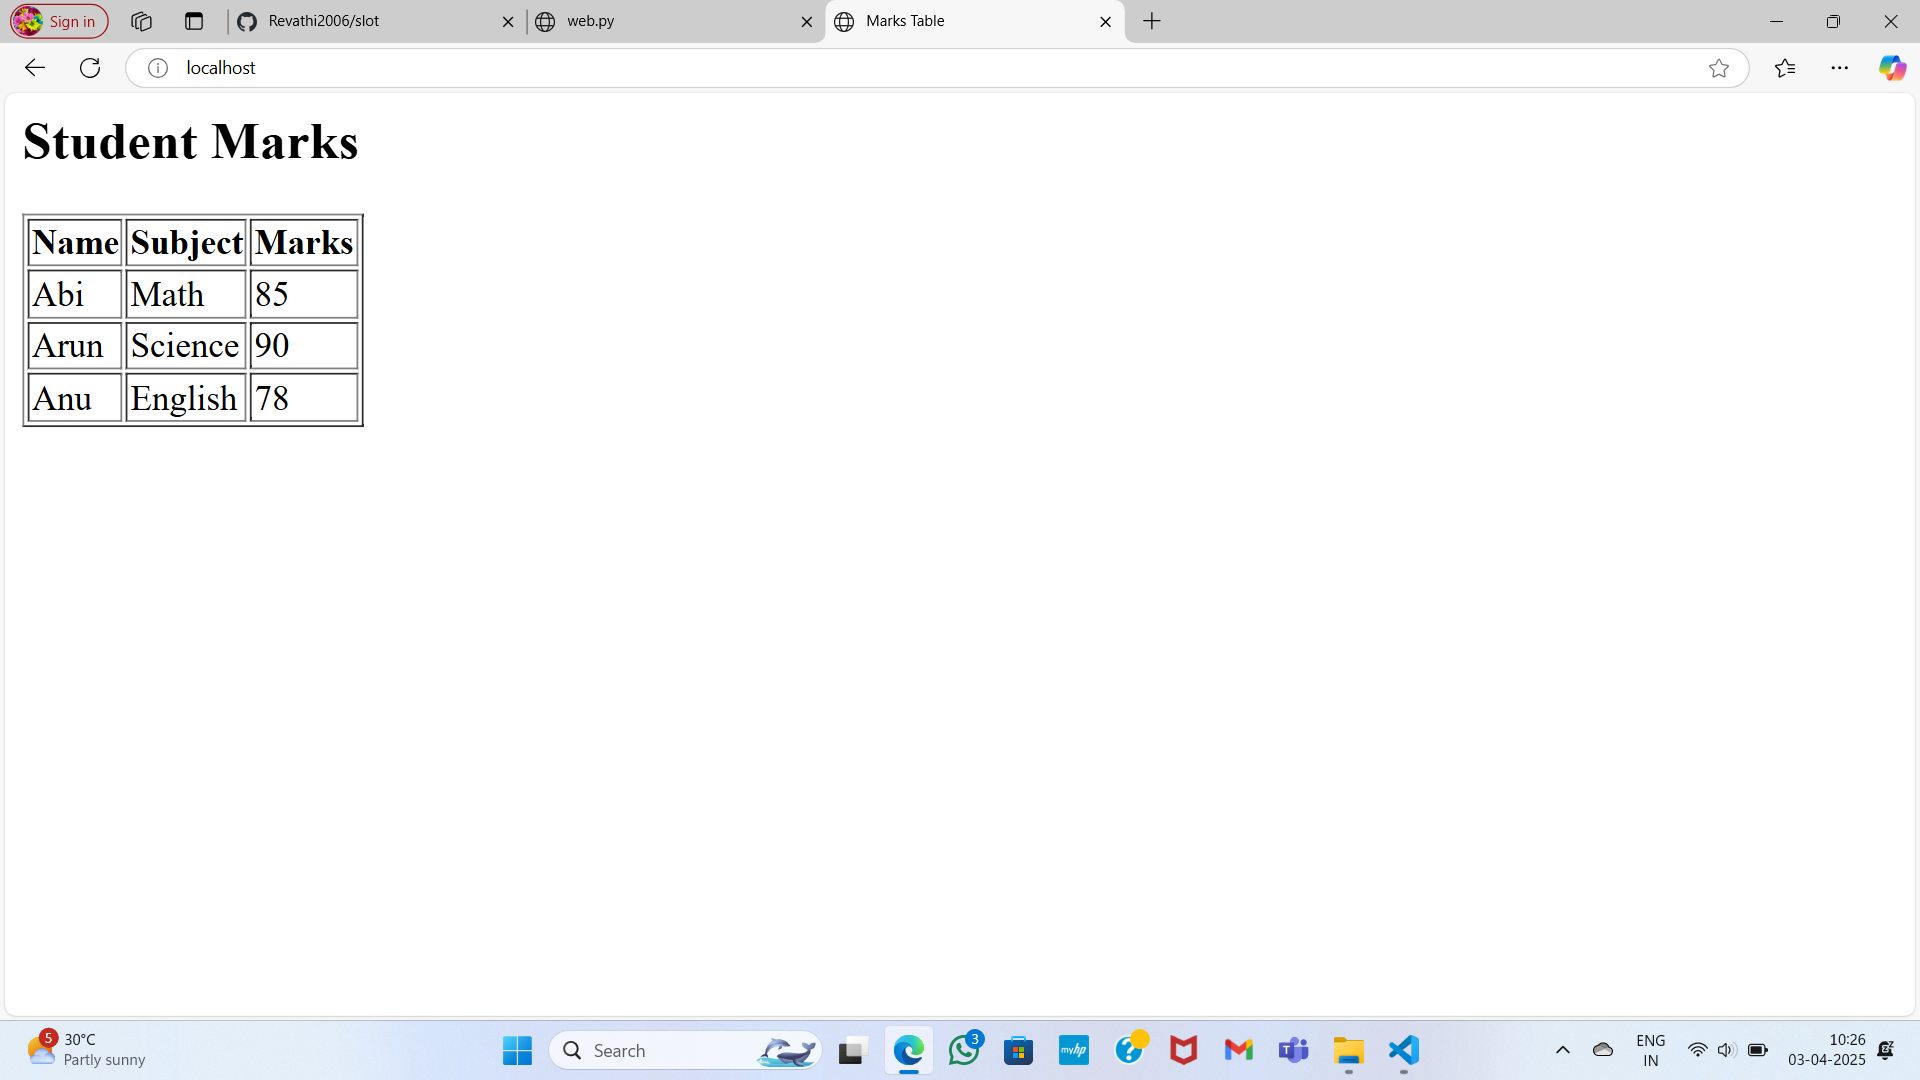 Sign in
Revathi2006/slot
web.py
Marks Table
localhost
Student Marks
Name Subject Marks
Abi Math 85
Arun Science 90
Anu English 78
5
30°C
Partly sunny
Search
3
myhp
ENG
IN
10:26
03-04-2025